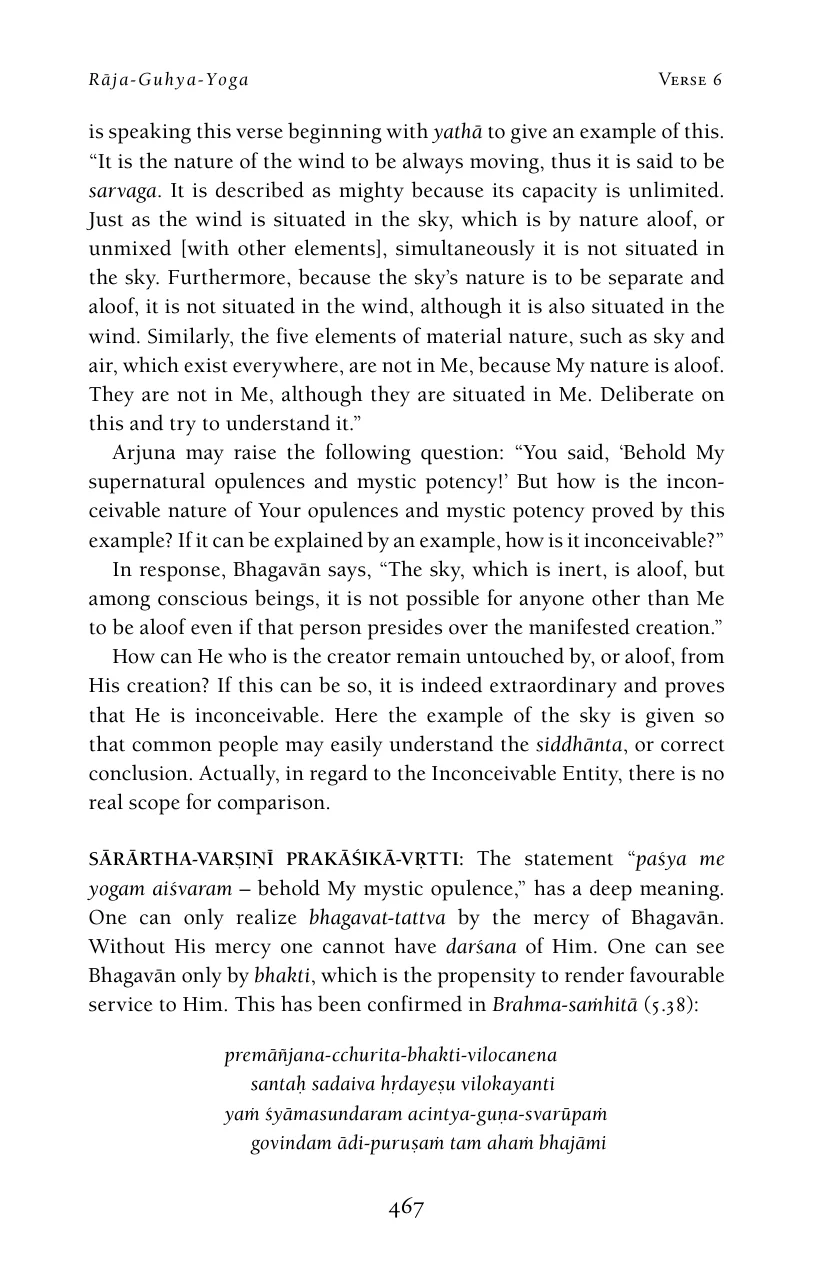 Rāja-Guhya-Yoga Verse 6
is speaking this verse beginning with yathā to give an example of this.
“It is the nature of the wind to be always moving, thus it is said to be
sarvaga. It is described as mighty because its capacity is unlimited.
Just as the wind is situated in the sky, which is by nature aloof, or
unmixed [with other elements], simultaneously it is not situated in
the sky. Furthermore, because the sky’s nature is to be separate and
aloof, it is not situated in the wind, although it is also situated in the
wind. Similarly, the five elements of material nature, such as sky and
air, which exist everywhere, are not in Me, because My nature is aloof.
They are not in Me, although they are situated in Me. Deliberate on
this and try to understand it.”
Arjuna may raise the following question: “You said, ‘Behold My
supernatural opulences and mystic potency!’ But how is the incon-
ceivable nature of Your opulences and mystic potency proved by this
example? If it can be explained by an example, how is it inconceivable?”
In response, Bhagavān says, “The sky, which is inert, is aloof, but
among conscious beings, it is not possible for anyone other than Me
to be aloof even if that person presides over the manifested creation.”
How can He who is the creator remain untouched by, or aloof, from
His creation? If this can be so, it is indeed extraordinary and proves
that He is inconceivable. Here the example of the sky is given so
that common people may easily understand the siddhānta, or correct
conclusion. Actually, in regard to the Inconceivable Entity, there is no
real scope for comparison.
SĀRĀRTHA-VARṢIṆĪ PRAKĀŚIKĀ-VṚTTI: The statement “paśya me
yogam aiśvaram – behold My mystic opulence,” has a deep meaning.
One can only realize bhagavat-tattva by the mercy of Bhagavān.
Without His mercy one cannot have darśana of Him. One can see
Bhagavān only by bhakti, which is the propensity to render favourable
service to Him. This has been confirmed in Brahma-saṁhitā (5.38):
premāñjana-cchurita-bhakti-vilocanena
santaḥ sadaiva hṛdayeṣu vilokayanti
yaṁ śyāmasundaram acintya-guṇa-svarūpaṁ
govindam ādi-puruṣaṁ tam ahaṁ bhajāmi
467